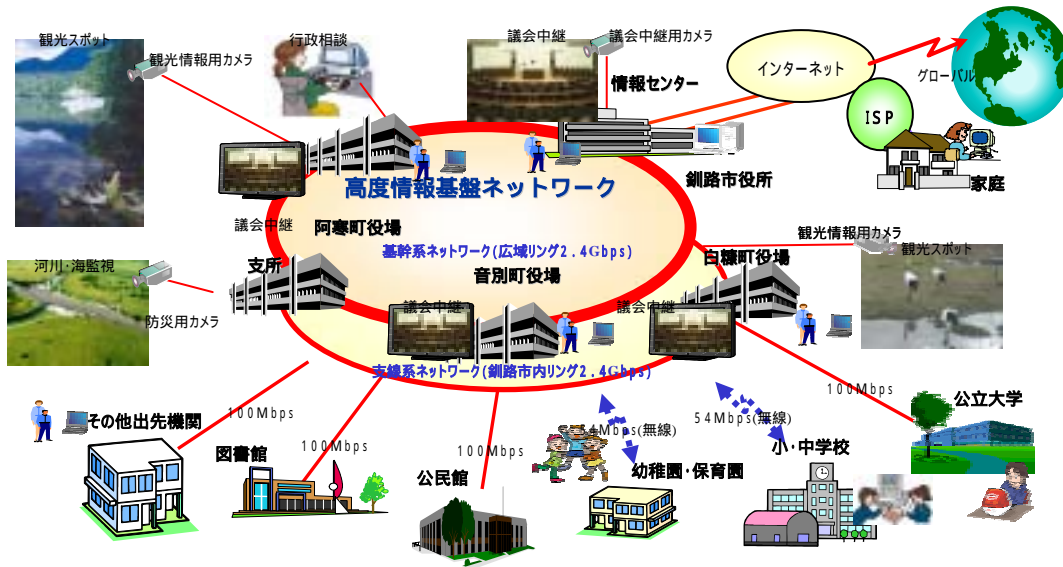 観光スポット
観光情報用カメラ
行政相談
議会中継
議会中継用カメラ
情報センター
インターネット
グローバル
ISP
家庭
釧路市役所
高度情報基盤ネットワーク
議会中継
阿寒町役場
基幹系ネットワーク(広域リング2.4Gbps)
観光情報用カメラ
観光スポット
河川・海監視
支所
音別町役場
白糠町役場
防災用カメラ
議会中継
議会中継
支線系ネットワーク(釧路市内リング2.4Gbps)
100Mbps
その他出先機関
100Mbps
図書館
100Mbps
100Mbps
公民館
Mbps(無線)
幼稚園・保育園
54Mbps(無線)
小・中学校
公立大学